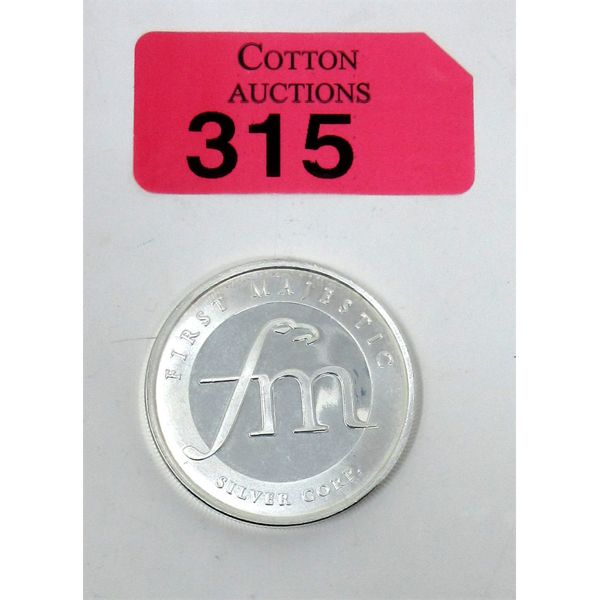 COTTON
AUCTIONS
315
FIRST MAJESTIC
fm
SILVER CORP.